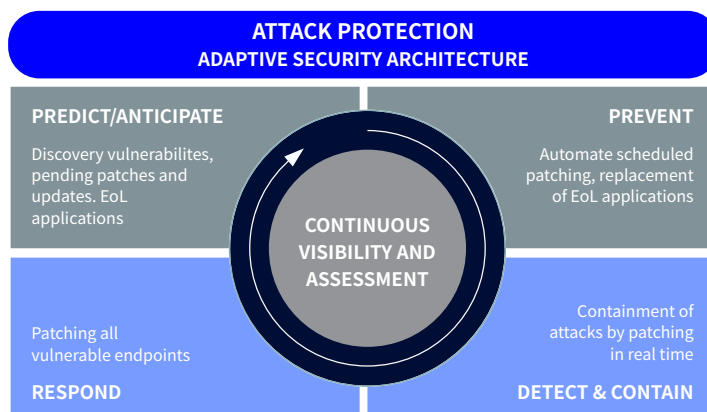 ATTACK PROTECTION
ADAPTIVE SECURITY ARCHITECTURE
PREDICT/ANTICIPATE
Discovery vulnerabilites,
pending patches and
updates. EoL
applications
PREVENT
Automate scheduled
patching, replacement
of EoL applications
CONTINUOUS
VISIBILITY AND
ASSESSMENT
Patching all
vulnerable endpoints
RESPOND
Containment of
attacks by patching
in real time
DETECT & CONTAIN